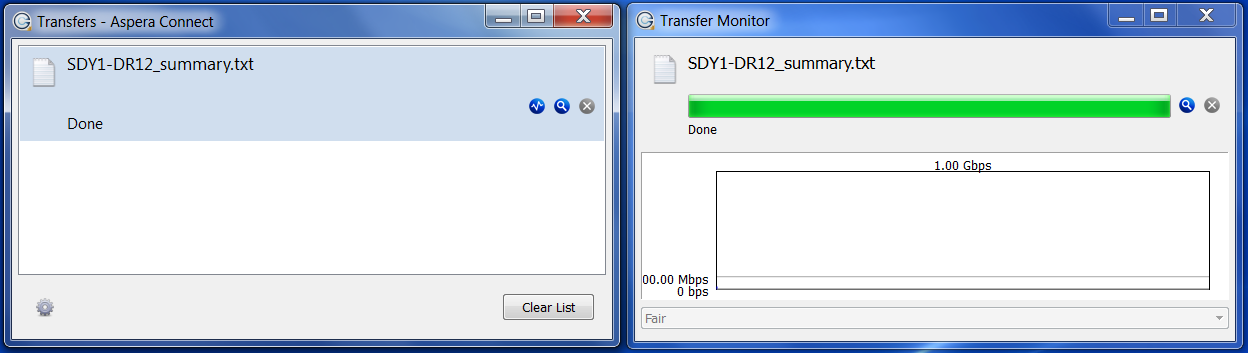 Transfers - Aspera Connect
SDY1-DR12_summary.txt
Done
Clear List
Transfer Monitor
SDY1-DR12_summary.txt
Done
1.00 Gbps
00.00 Mbps
0 bps
Fair